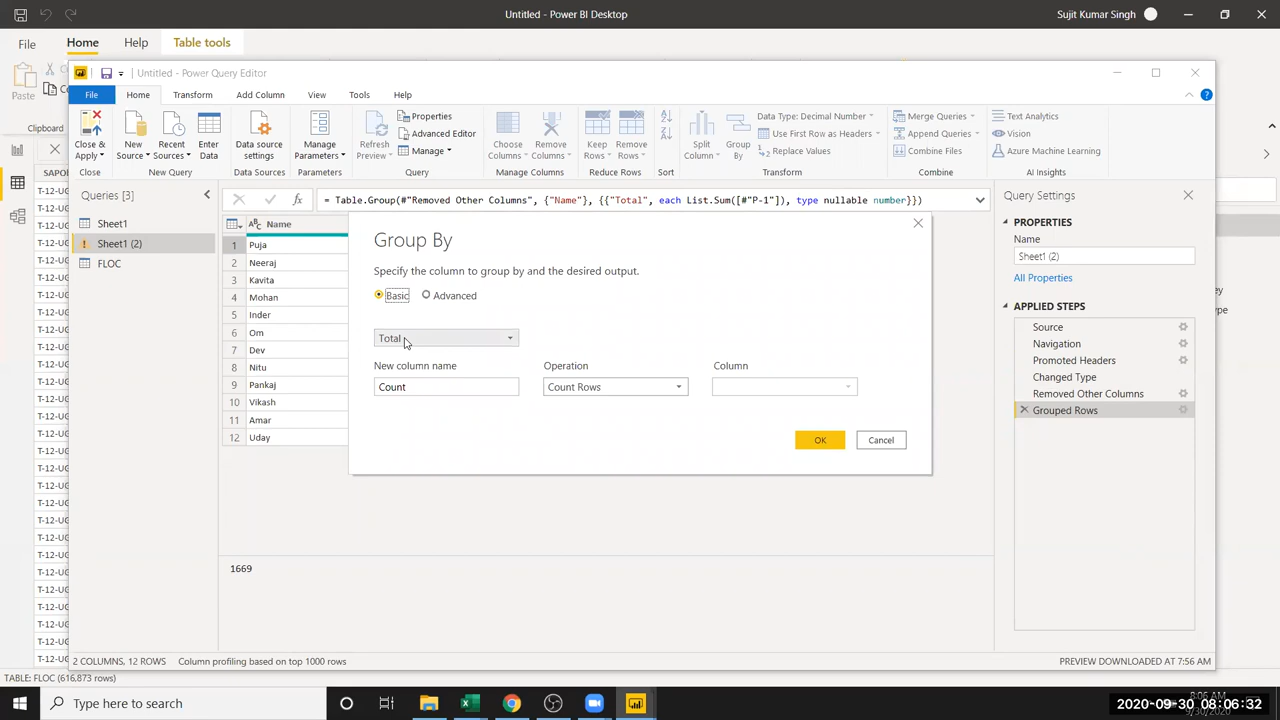 Untitled - Power BI Desktop
Sujit Kumar Singh
File
Home
Help
Table tools
Paste
Clipboard
Untitled - Power Query Editor
File
Home
Transform
Add Column
View
Tools
Help
Close & Apply
New Source
Recent Sources
Enter Data
Data source settings
Manage Parameters
Refresh Preview
Properties
Advanced Editor
Manage
Choose Columns
Remove Columns
Keep Rows
Remove Rows
Split Column
Group By
Data Type: Decimal Number
Use First Row as Headers
Replace Values
Merge Queries
Append Queries
Combine Files
Text Analytics
Vision
Azure Machine Learning
Close
New Query
Data Sources
Parameters
Query
Manage Columns
Reduce Rows
Sort
Transform
Combine
AI Insights
Queries [3]
Sheet1
Sheet1 (2)
FLOC
= Table.Group(#"Removed Other Columns", {"Name"}, {{"Total", each List.Sum([#"P-1"]), type nullable number}})
Name
1 Puja
2 Neeraj
3 Kavita
4 Mohan
5 Inder
6 Om
7 Dev
8 Nitu
9 Pankaj
10 Vikash
11 Amar
12 Uday
Group By
Specify the column to group by and the desired output.
Basic
Advanced
Total
New column name
Operation
Column
Count
Count Rows
OK
Cancel
1669
Query Settings
PROPERTIES
Name
Sheet1 (2)
All Properties
APPLIED STEPS
Source
Navigation
Promoted Headers
Changed Type
Removed Other Columns
Grouped Rows
2 COLUMNS, 12 ROWS
Column profiling based on top 1000 rows
PREVIEW DOWNLOADED AT 7:56 AM
TABLE: FLOC (616,873 rows)
Type here to search
2020-09-30 08:06:32